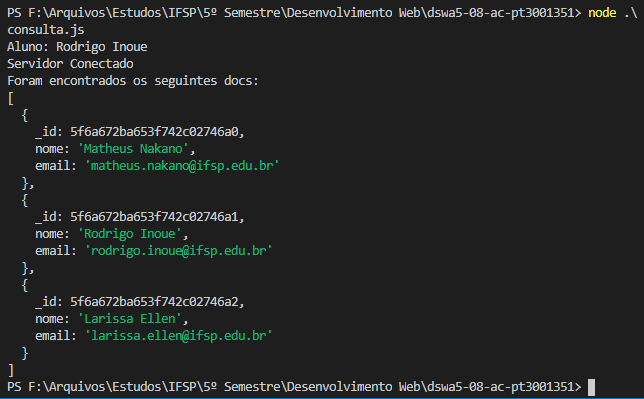 PS F:\Arquivos\Estudos\IFSP\5º Semestre\Desenvolvimento Web\dswa5-08-ac-pt3001351> node .\
consulta.js
Aluno: Rodrigo Inoue
Servidor Conectado
Foram encontrados os seguintes docs:
[
  {
    _id: 5f6a672ba653f742c02746a0,
    nome: 'Matheus Nakano',
    email: 'matheus.nakano@ifsp.edu.br'
  },
  {
    _id: 5f6a672ba653f742c02746a1,
    nome: 'Rodrigo Inoue',
    email: 'rodrigo.inoue@ifsp.edu.br'
  },
  {
    _id: 5f6a672ba653f742c02746a2,
    nome: 'Larissa Ellen',
    email: 'larissa.ellen@ifsp.edu.br'
  }
]
PS F:\Arquivos\Estudos\IFSP\5º Semestre\Desenvolvimento Web\dswa5-08-ac-pt3001351>